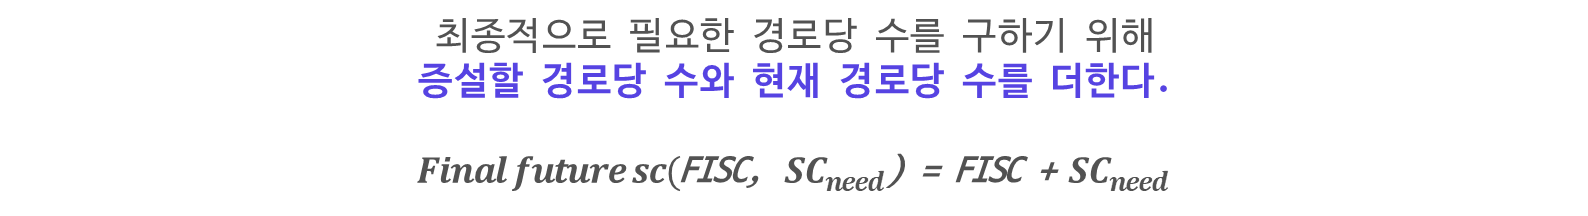 최종적으로 필요한 경로당 수를 구하기 위해
증설할 경로당 수와 현재 경로당 수를 더한다.
Final future sc(FISC, SC_need) = FISC + SC_need